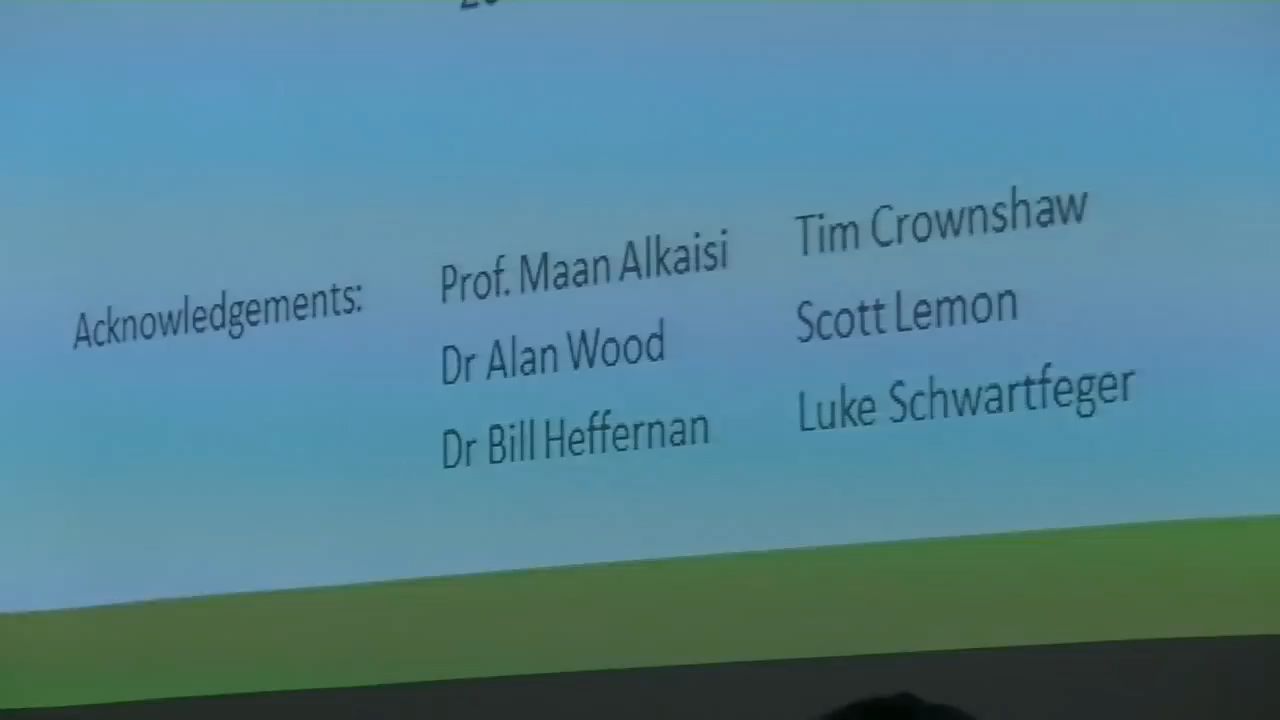 Acknowledgements:
Prof. Maan Alkaisi
Dr Alan Wood
Dr Bill Heffernan
Tim Crownshaw
Scott Lemon
Luke Schwartfeger